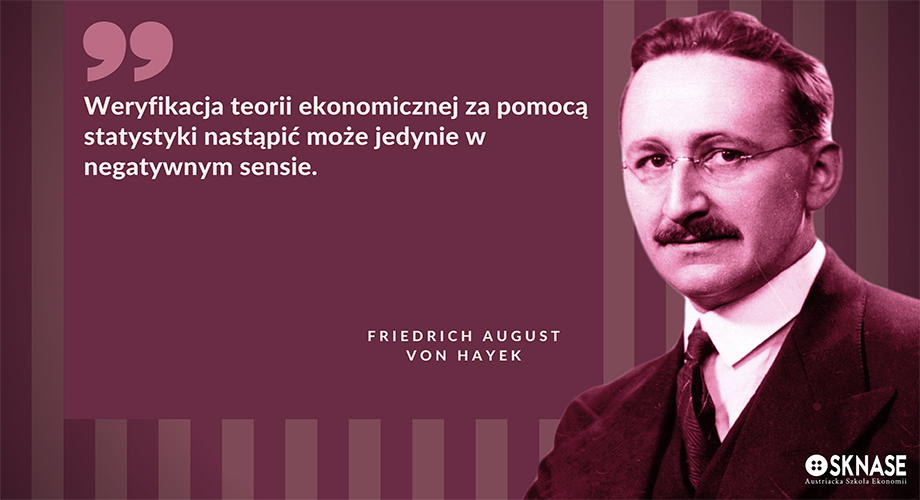 Weryfikacja teorii ekonomicznej za pomocą
statystyki nastąpić może jedynie w
negatywnym sensie.
FRIEDRICH AUGUST
VON HAYEK
SKNASE
Austriacka Szkoła Ekonomii